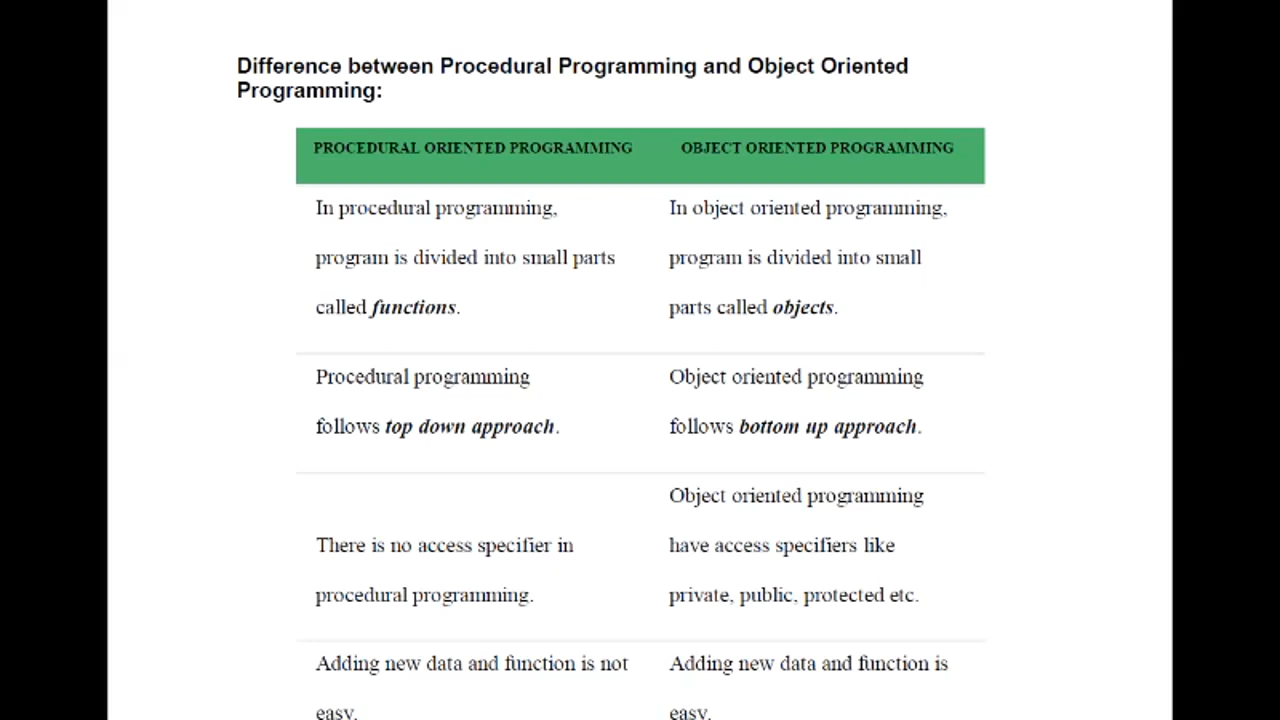 Difference between Procedural Programming and Object Oriented
Programming:
PROCEDURAL ORIENTED PROGRAMMING
OBJECT ORIENTED PROGRAMMING
In procedural programming,
program is divided into small parts
called functions.
In object oriented programming,
program is divided into small
parts called objects.
Procedural programming
follows top down approach.
Object oriented programming
follows bottom up approach.
There is no access specifier in
procedural programming.
Object oriented programming
have access specifiers like
private, public, protected etc.
Adding new data and function is not
easy.
Adding new data and function is
easy.